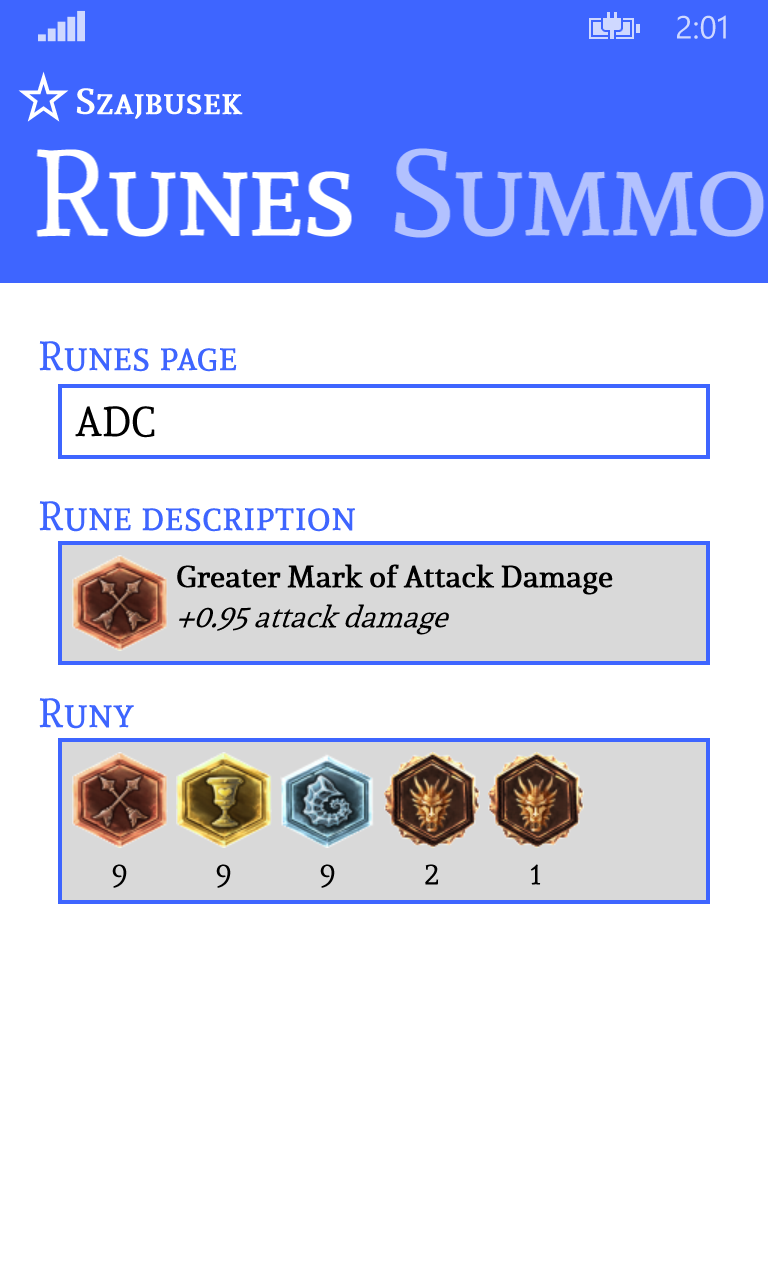 2:01
Szajbusek
Runes Summo
Runes page
ADC
Rune description
Greater Mark of Attack Damage
+0.95 attack damage
Runy
9 9 9 2 1